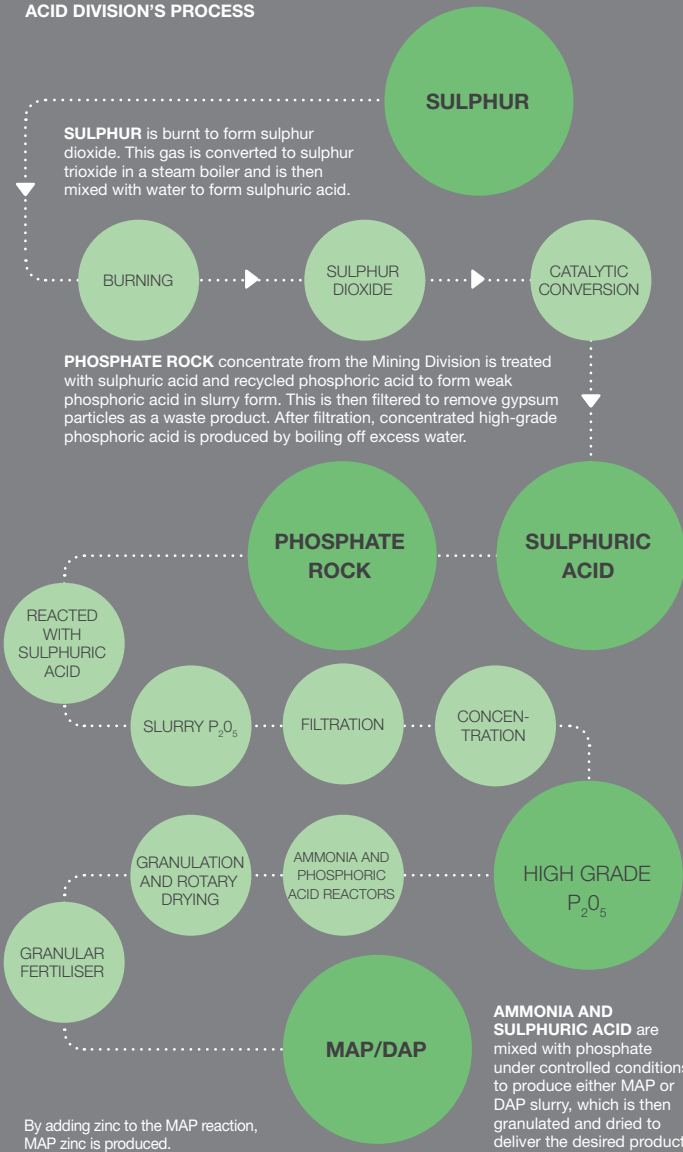 ACID DIVISION'S PROCESS
SULPHUR
SULPHUR is burnt to form sulphur
dioxide. This gas is converted to sulphur
trioxide in a steam boiler and is then
mixed with water to form sulphuric acid.
BURNING
SULPHUR
DIOXIDE
CATALYTIC
CONVERSION
PHOSPHATE ROCK concentrate from the Mining Division is treated
with sulphuric acid and recycled phosphoric acid to form weak
phosphoric acid in slurry form. This is then filtered to remove gypsum
particles as a waste product. After filtration, concentrated high-grade
phosphoric acid is produced by boiling off excess water.
PHOSPHATE
ROCK
SULPHURIC
ACID
REACTED
WITH
SULPHURIC
ACID
SLURRY P₂0₅
FILTRATION
CONCEN-
TRATION
HIGH GRADE
P₂0₅
AMMONIA AND
PHOSPHORIC
ACID REACTORS
GRANULATION
AND ROTARY
DRYING
GRANULAR
FERTILISER
MAP/DAP
AMMONIA AND
SULPHURIC ACID are
mixed with phosphate
under controlled conditions
to produce either MAP or
DAP slurry, which is then
granulated and dried to
deliver the desired product
By adding zinc to the MAP reaction,
MAP zinc is produced.